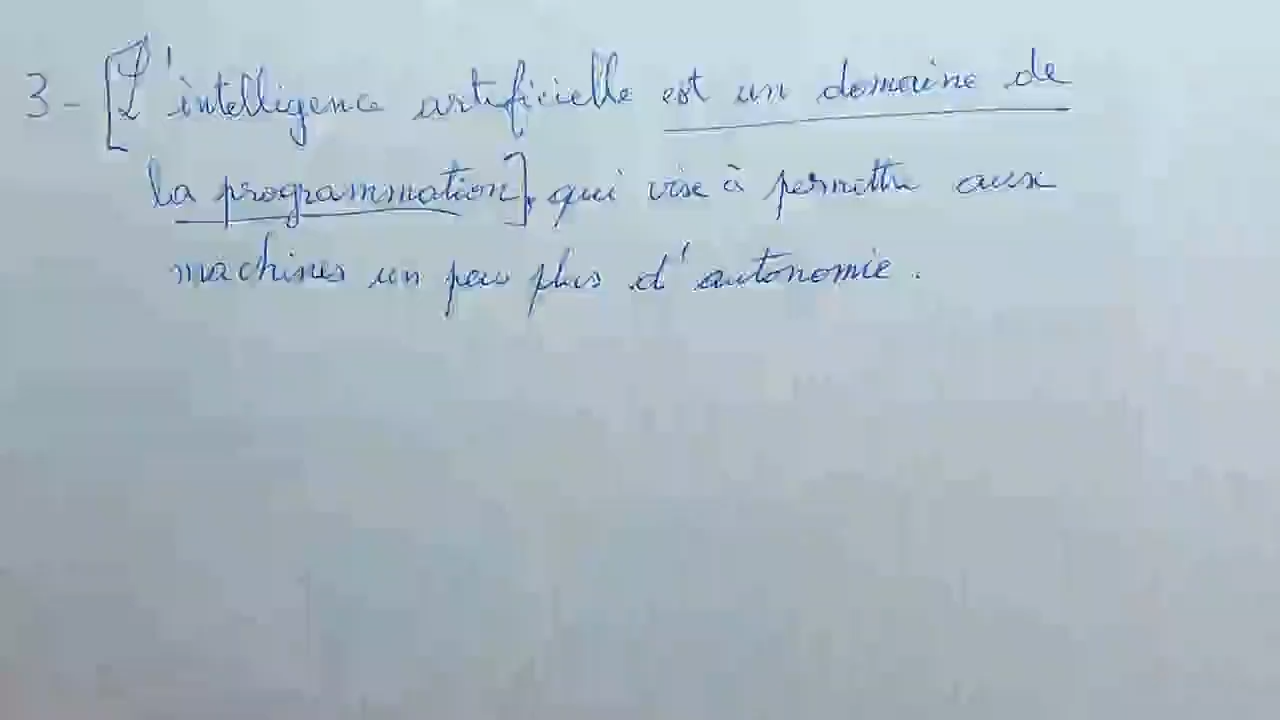 3- [L'intelligence artificielle est un domaine de
la programmation], qui vise à permettre aux
machines un peu plus d'autonomie.